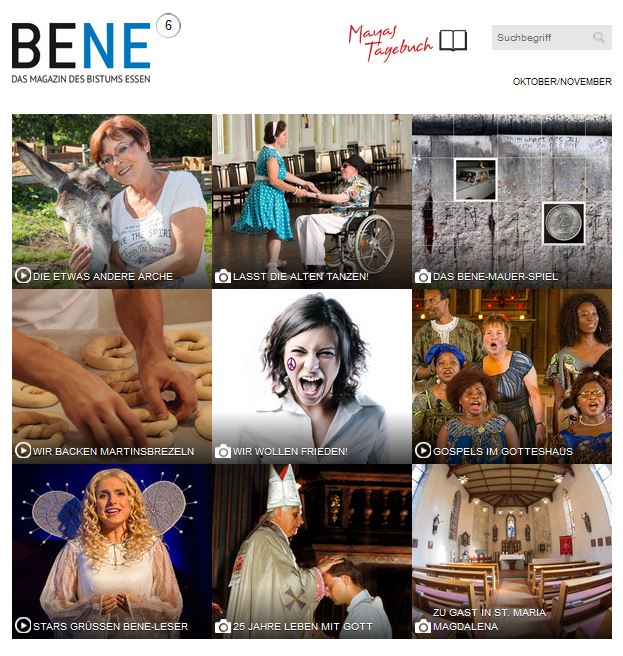 BENE
6
DAS MAGAZIN DES BISTUMS ESSEN
Mayas
Tagebuch
Suchbegriff
OKTOBER/NOVEMBER
DIE ETWAS ANDERE ARCHE
LASST DIE ALTEN TANZEN!
DAS BENE-MAUER-SPIEL
WIR BACKEN MARTINSBREZELN
WIR WOLLEN FRIEDEN!
GOSPELS IM GOTTESHAUS
STARS GRÜSSEN BENE-LESER
25 JAHRE LEBEN MIT GOTT
ZU GAST IN ST. MARIA
MAGDALENA